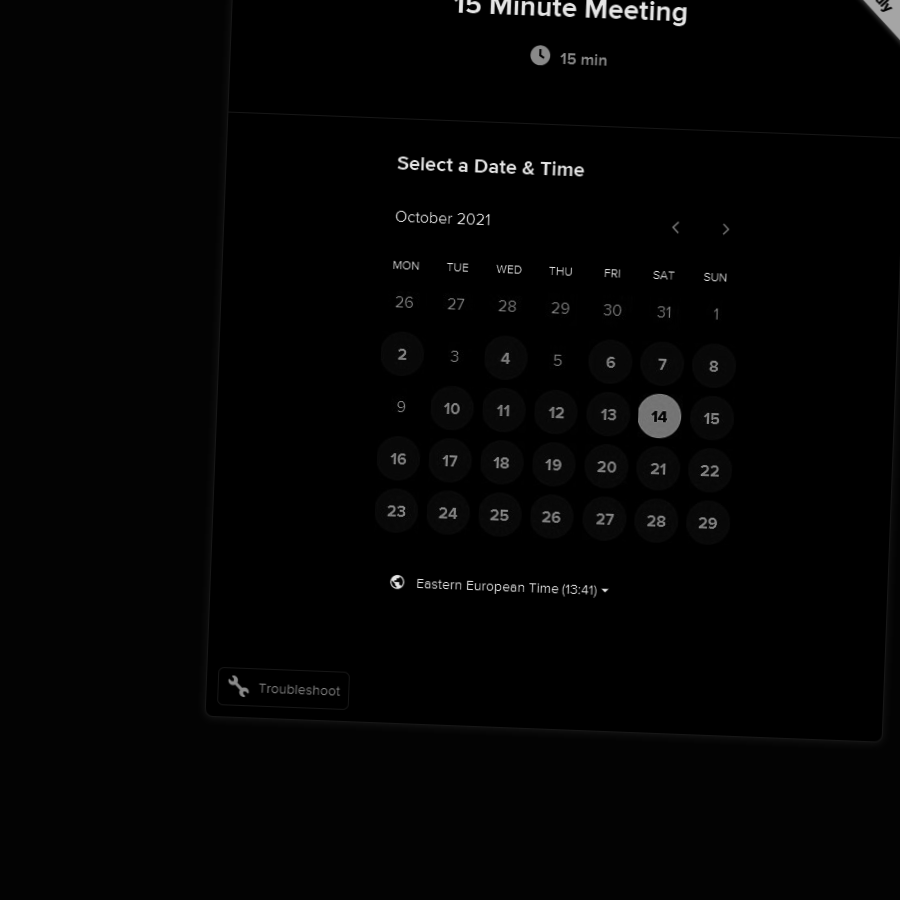 15 Minute Meeting
15 min
Select a Date & Time
October 2021
MON TUE WED THU FRI SAT SUN
26 27 28 29 30 31 1
2 3 4 5 6 7 8
9 10 11 12 13 14 15
16 17 18 19 20 21 22
23 24 25 26 27 28 29
Eastern European Time (13:41)
Troubleshoot